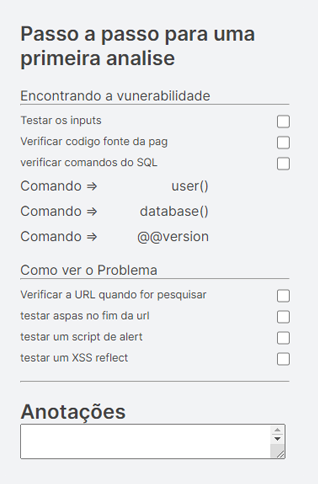 Passo a passo para uma
primeira analise
Encontrando a vunerabilidade
Testar os inputs
Verificar codigo fonte da pag
verificar comandos do SQL
Comando ⇒ user()
Comando ⇒ database()
Comando ⇒ @@version
Como ver o Problema
Verificar a URL quando for pesquisar
testar aspas no fim da url
testar um script de alert
testar um XSS reflect
Anotações